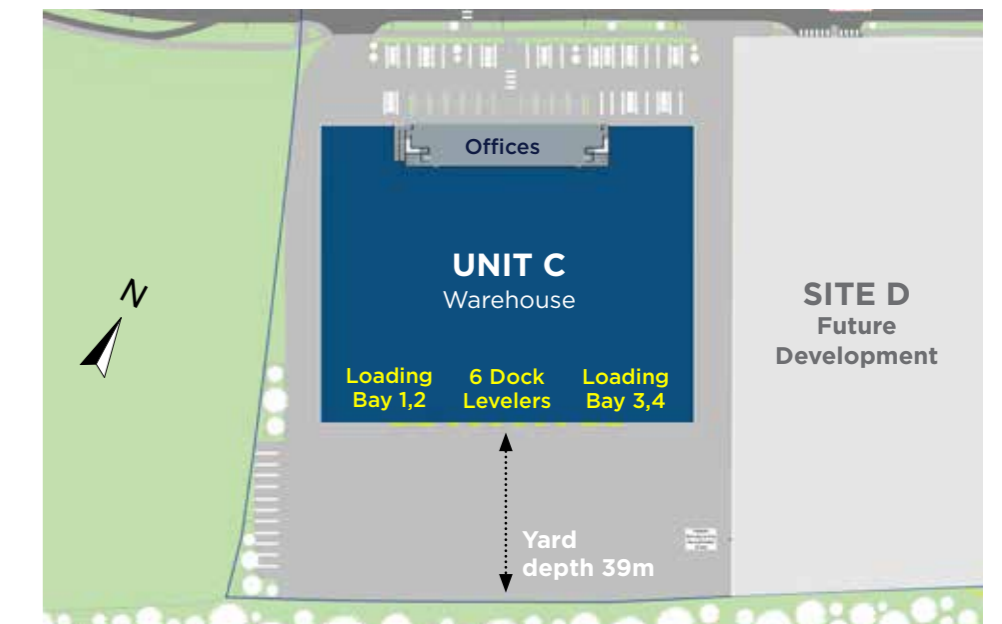 Offices
UNIT C
Warehouse
N
SITE D
Future
Development
Loading
Bay 1,2
6 Dock
Levelers
Loading
Bay 3,4
Yard
depth 39m